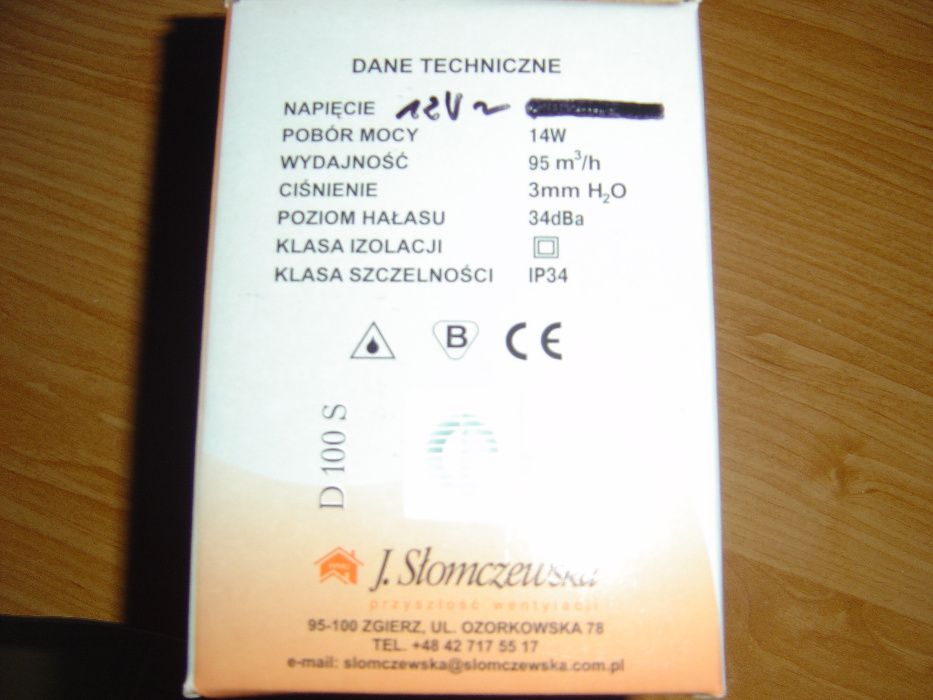 DANE TECHNICZNE
NAPIĘCIE 12V~
POBÓR MOCY 14W
WYDAJNOŚĆ 95 m³/h
CIŚNIENIE 3mm H₂O
POZIOM HAŁASU 34dBa
KLASA IZOLACJI
KLASA SZCZELNOŚCI IP34
B CE
D 100 S
J. Słomczewska
przyszłość wentylacji
95-100 ZGIERZ, UL. OZORKOWSKA 78
TEL. +48 42 717 55 17
e-mail: slomczewska@slomczewska.com.pl